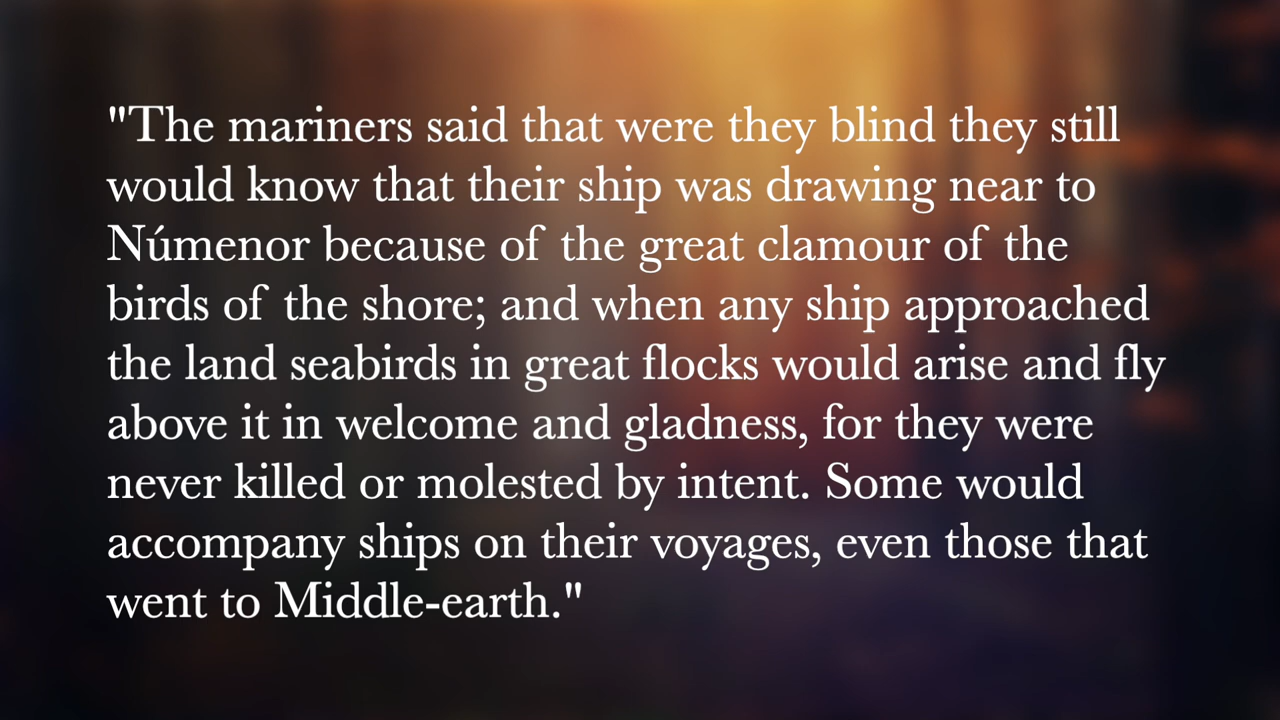 "The mariners said that were they blind they still
would know that their ship was drawing near to
Númenor because of the great clamour of the
birds of the shore; and when any ship approached
the land seabirds in great flocks would arise and fly
above it in welcome and gladness, for they were
never killed or molested by intent. Some would
accompany ships on their voyages, even those that
went to Middle-earth."